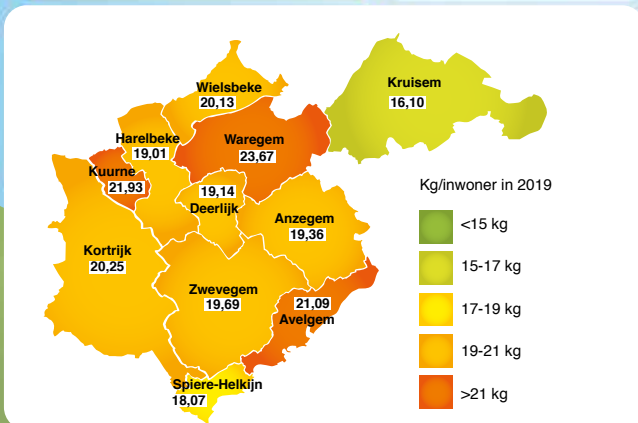 Wielsbeke
20,13
Kruisem
16,10
Harelbeke
19,01
Waregem
23,67
Kuurne
21,93
19,14
Deerlijk
Anzegem
19,36
Kortrijk
20,25
Zwevegem
19,69
21,09
Avelgem
Spiere-Helkijn
18,07
Kg/inwoner in 2019
<15 kg
15-17 kg
17-19 kg
19-21 kg
>21 kg